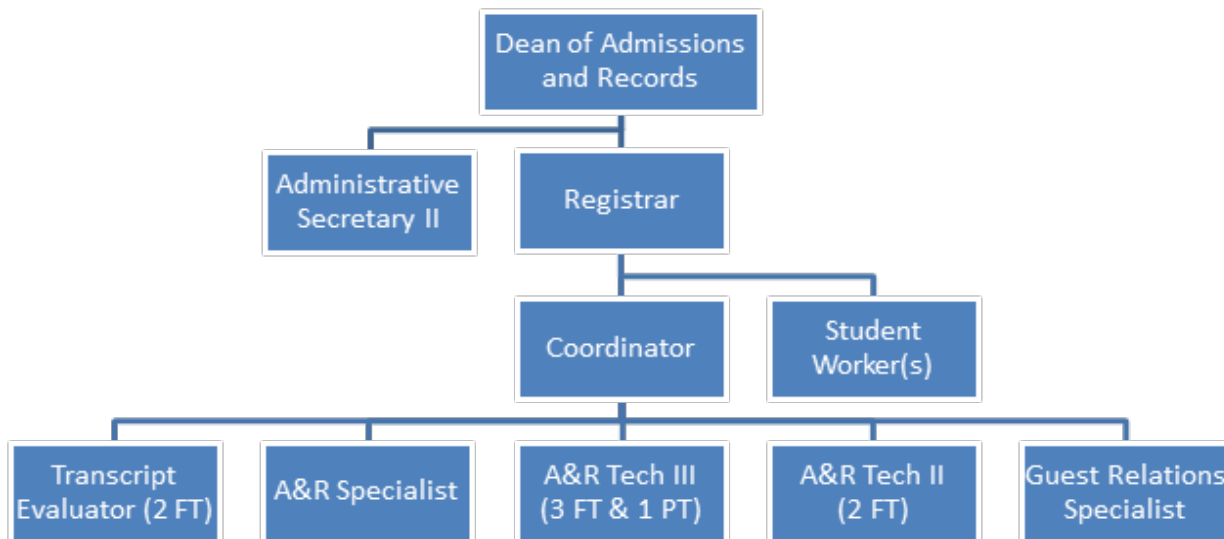 Dean of Admissions
and Records
Administrative
Secretary II
Registrar
Coordinator
Student
Worker(s)
Transcript
Evaluator (2 FT)
A&R Specialist
A&R Tech III
(3 FT & 1 PT)
A&R Tech II
(2 FT)
Guest Relations
Specialist